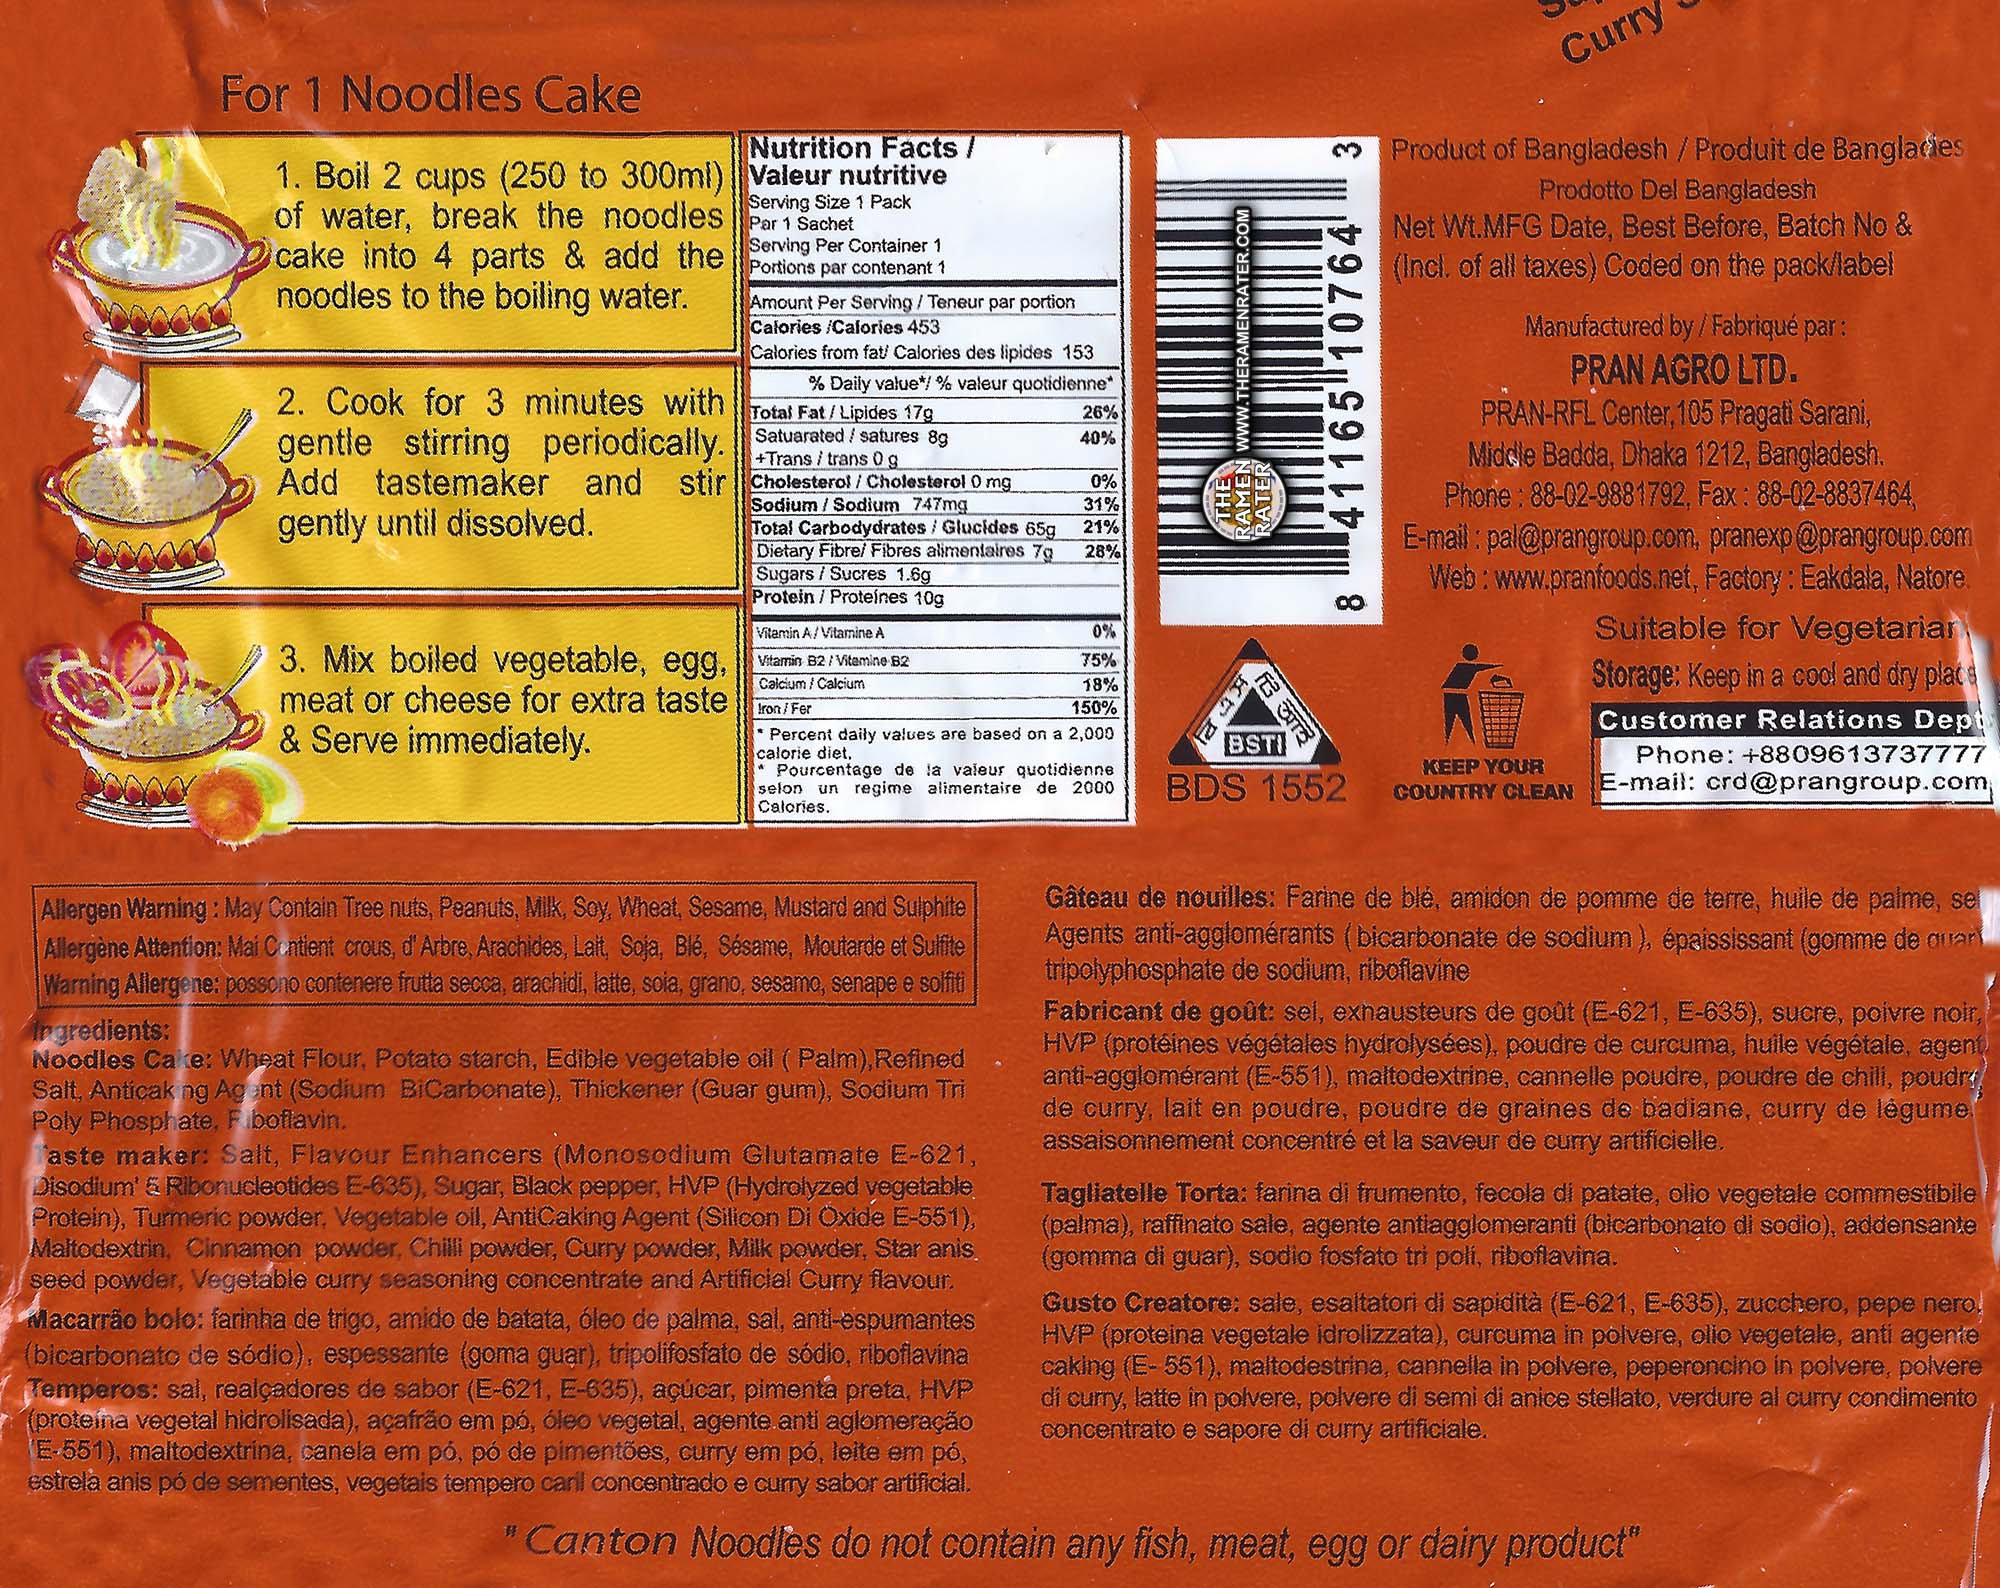 Curry
For 1 Noodles Cake
1. Boil 2 cups (250 to 300ml)
of water, break the noodles
cake into 4 parts & add the
noodles to the boiling water.
2. Cook for 3 minutes with
gentle stirring periodically.
Add tastemaker and stir
gently until dissolved.
3. Mix boiled vegetable, egg,
meat or cheese for extra taste
& Serve immediately.
Nutrition Facts /
Valeur nutritive
Serving Size 1 Pack
Par 1 Sachet
Serving Per Container 1
Portions par contenant 1
Amount Per Serving / Teneur par portion
Calories /Calories 453
Calories from fat/ Calories des lipides 153
% Daily value*/ % valeur quotidienne*
Total Fat / Lipides 17g 26%
Satuarated / satures 8g 40%
+Trans / trans 0 g
Cholesterol / Cholesterol 0 mg 0%
Sodium / Sodium 747mg 31%
Total Carbodydrates / Glucides 65g 21%
Dietary Fibre/ Fibres alimentaires 7g 28%
Sugars / Sucres 1.6g
Protein / Proteines 10g
Vitamin A / Vitamine A 0%
Vitamin B2 / Vitamine B2 75%
Calcium / Calcium 18%
Iron / Fer 150%
* Percent daily values are based on a 2,000
calorie diet.
* Pourcentage de la valeur quotidienne
selon un regime alimentaire de 2000
Calories.
8 41165 10764 3
WWW.THERAMENRATER.COM
THE
RAMEN
RATER
Product of Bangladesh / Produit de Banglades
Prodotto Del Bangladesh
Net Wt.MFG Date, Best Before, Batch No &
(Incl. of all taxes) Coded on the pack/label
Manufactured by / Fabriqué par :
PRAN AGRO LTD.
PRAN-RFL Center,105 Pragati Sarani,
Middle Badda, Dhaka 1212, Bangladesh.
Phone : 88-02-9881792, Fax : 88-02-8837464,
E-mail : pal@prangroup.com, pranexp@prangroup.com
Web : www.pranfoods.net, Factory : Eakdala, Natore.
Suitable for Vegetarian
Storage: Keep in a cool and dry place
Customer Relations Dept
Phone: +8809613737777
E-mail: crd@prangroup.com
BSTI
BDS 1552
KEEP YOUR
COUNTRY CLEAN
Allergen Warning : May Contain Tree nuts, Peanuts, Milk, Soy, Wheat, Sesame, Mustard and Sulphite
Allergène Attention: Mai Contient crous, d' Arbre, Arachides, Lait, Soja, Blé, Sésame, Moutarde et Sulfite
Warning Allergene: possono contenere frutta secca, arachidi, latte, soia, grano, sesamo, senape e solfiti
Ingredients:
Noodles Cake: Wheat Flour, Potato starch, Edible vegetable oil ( Palm),Refined
Salt, Anticaking Agent (Sodium BiCarbonate), Thickener (Guar gum), Sodium Tri
Poly Phosphate, Riboflavin.
Taste maker: Salt, Flavour Enhancers (Monosodium Glutamate E-621,
Disodium' 5 Ribonucleotides E-635), Sugar, Black pepper, HVP (Hydrolyzed vegetable
Protein), Turmeric powder, Vegetable oil, AntiCaking Agent (Silicon Di Oxide E-551),
Maltodextrin, Cinnamon powder, Chilli powder, Curry powder, Milk powder, Star anis
seed powder, Vegetable curry seasoning concentrate and Artificial Curry flavour.
Macarrão bolo: farinha de trigo, amido de batata, óleo de palma, sal, anti-espumantes
(bicarbonato de sódio), espessante (goma guar), tripolifosfato de sódio, riboflavina
Temperos: sal, realçadores de sabor (E-621, E-635), açúcar, pimenta preta, HVP
(proteína vegetal hidrolisada), açafrão em pó, óleo vegetal, agente anti aglomeração
(E-551), maltodextrina, canela em pó, pó de pimentões, curry em pó, leite em pó,
estrela anis pó de sementes, vegetais tempero caril concentrado e curry sabor artificial.
Gâteau de nouilles: Farine de blé, amidon de pomme de terre, huile de palme, sel
Agents anti-agglomérants ( bicarbonate de sodium ), épaississant (gomme de guar)
tripolyphosphate de sodium, riboflavine
Fabricant de goût: sel, exhausteurs de goût (E-621, E-635), sucre, poivre noir,
HVP (protéines végétales hydrolysées), poudre de curcuma, huile végétale, agent
anti-agglomérant (E-551), maltodextrine, cannelle poudre, poudre de chili, poudre
de curry, lait en poudre, poudre de graines de badiane, curry de légume.
assaisonnement concentré et la saveur de curry artificielle.
Tagliatelle Torta: farina di frumento, fecola di patate, olio vegetale commestibile
(palma), raffinato sale, agente antiagglomeranti (bicarbonato di sodio), addensante
(gomma di guar), sodio fosfato tri poli, riboflavina.
Gusto Creatore: sale, esaltatori di sapidità (E-621, E-635), zucchero, pepe nero,
HVP (proteina vegetale idrolizzata), curcuma in polvere, olio vegetale, anti agente
caking (E- 551), maltodestrina, cannella in polvere, peperoncino in polvere, polvere
di curry, latte in polvere, polvere di semi di anice stellato, verdure al curry condimento
concentrato e sapore di curry artificiale.
" Canton Noodles do not contain any fish, meat, egg or dairy product"